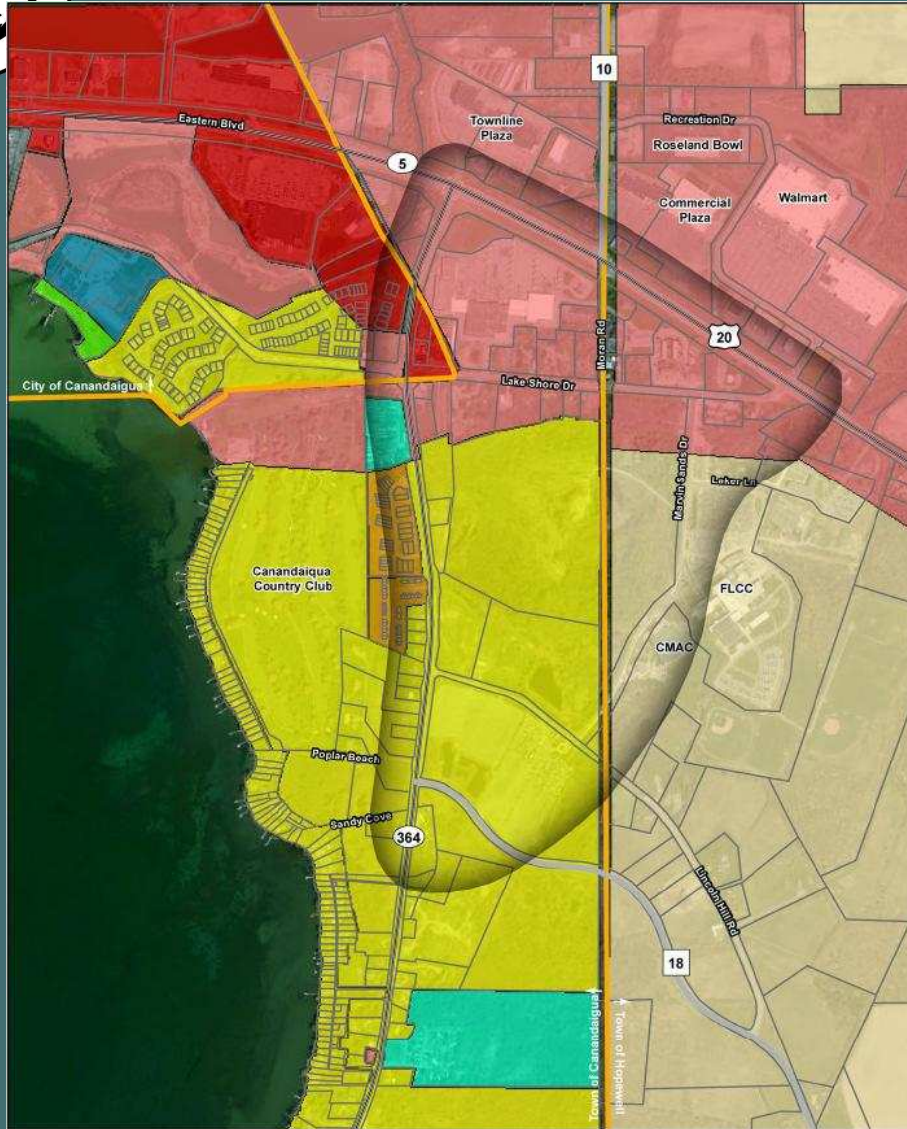 10
Eastern Blvd
Townline
Plaza
Recreation Dr
Roseland Bowl
5
Commercial
Plaza
Walmart
20
Moran Rd
City of Canandaigua
Lake Shore Dr
Marvin Sands Dr
Laker Ln
Canandaiqua
Country Club
FLCC
CMAC
Poplar Beach
Sandy Cove
364
Lincoln Hill Rd
18
Town of Canandaigua
Town of Hopewell